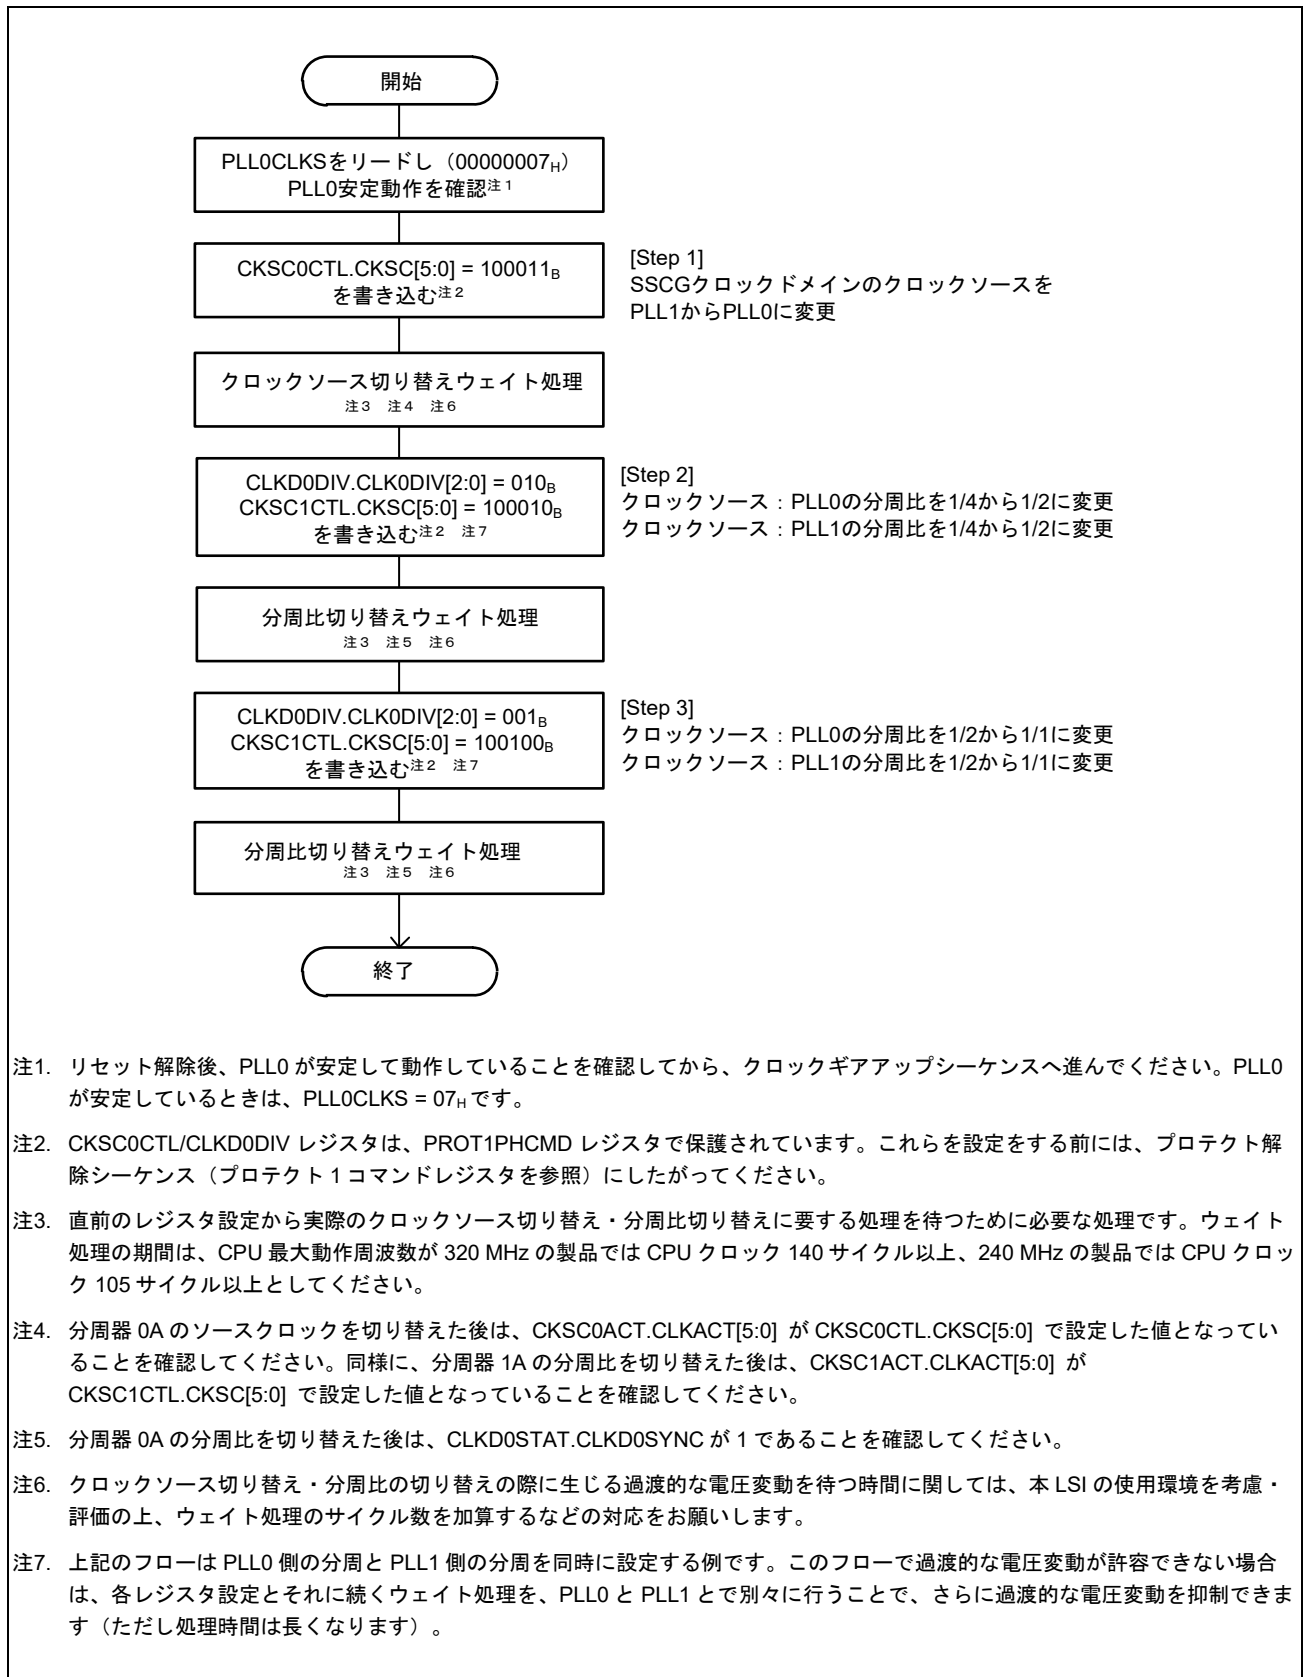 開始
PLL0CLKSをリードし（00000007H）
PLL0安定動作を確認注1
CKSC0CTL.CKSC[5:0] = 100011B
を書き込む注2
[Step 1]
SSCGクロックドメインのクロックソースを
PLL1からPLL0に変更
クロックソース切り替えウェイト処理
注3 注4 注6
CLKD0DIV.CLK0DIV[2:0] = 010B
CKSC1CTL.CKSC[5:0] = 100010B
を書き込む注2 注7
[Step 2]
クロックソース：PLL0の分周比を1/4から1/2に変更
クロックソース：PLL1の分周比を1/4から1/2に変更
分周比切り替えウェイト処理
注3 注5 注6
CLKD0DIV.CLK0DIV[2:0] = 001B
CKSC1CTL.CKSC[5:0] = 100100B
を書き込む注2 注7
[Step 3]
クロックソース：PLL0の分周比を1/2から1/1に変更
クロックソース：PLL1の分周比を1/2から1/1に変更
分周比切り替えウェイト処理
注3 注5 注6
終了
注1. リセット解除後、PLL0 が安定して動作していることを確認してから、クロックギアアップシーケンスへ進んでください。PLL0
が安定しているときは、PLL0CLKS = 07H です。
注2. CKSC0CTL/CLKD0DIV レジスタは、PROT1PHCMD レジスタで保護されています。これらを設定をする前には、プロテクト解
除シーケンス（プロテクト 1 コマンドレジスタを参照）にしたがってください。
注3. 直前のレジスタ設定から実際のクロックソース切り替え・分周比切り替えに要する処理を待つために必要な処理です。ウェイト
処理の期間は、CPU 最大動作周波数が 320 MHz の製品では CPU クロック 140 サイクル以上、240 MHz の製品では CPU クロッ
ク 105 サイクル以上としてください。
注4. 分周器 0A のソースクロックを切り替えた後は、CKSC0ACT.CLKACT[5:0] が CKSC0CTL.CKSC[5:0] で設定した値となってい
ることを確認してください。同様に、分周器 1A の分周比を切り替えた後は、CKSC1ACT.CLKACT[5:0] が
CKSC1CTL.CKSC[5:0] で設定した値となっていることを確認してください。
注5. 分周器 0A の分周比を切り替えた後は、CLKD0STAT.CLKD0SYNC が 1 であることを確認してください。
注6. クロックソース切り替え・分周比の切り替えの際に生じる過渡的な電圧変動を待つ時間に関しては、本 LSI の使用環境を考慮・
評価の上、ウェイト処理のサイクル数を加算するなどの対応をお願いします。
注7. 上記のフローは PLL0 側の分周と PLL1 側の分周を同時に設定する例です。このフローで過渡的な電圧変動が許容できない場合
は、各レジスタ設定とそれに続くウェイト処理を、PLL0 と PLL1 とで別々に行うことで、さらに過渡的な電圧変動を抑制できま
す（ただし処理時間は長くなります）。